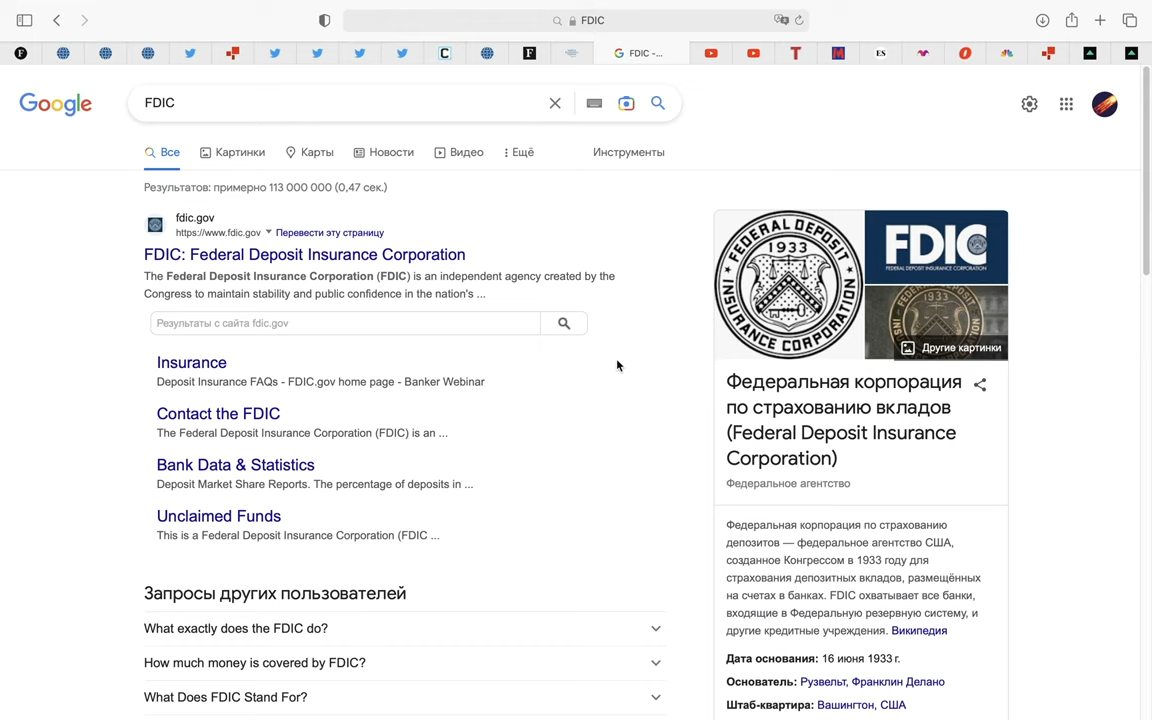 FDIC
FDIC -...
ES
Google
FDIC
Все
Картинки
Карты
Новости
Видео
Ещё
Инструменты
Результатов: примерно 113 000 000 (0,47 сек.)
fdic.gov
https://www.fdic.gov
Перевести эту страницу
FDIC: Federal Deposit Insurance Corporation
The Federal Deposit Insurance Corporation (FDIC) is an independent agency created by the
Congress to maintain stability and public confidence in the nation's ...
Результаты с сайта fdic.gov
Insurance
Deposit Insurance FAQs - FDIC.gov home page - Banker Webinar
Contact the FDIC
The Federal Deposit Insurance Corporation (FDIC) is an ...
Bank Data & Statistics
Deposit Market Share Reports. The percentage of deposits in ...
Unclaimed Funds
This is a Federal Deposit Insurance Corporation (FDIC ...
Запросы других пользователей
What exactly does the FDIC do?
How much money is covered by FDIC?
What Does FDIC Stand For?
FEDERAL DEPOSIT
1933
INSURANCE CORPORATION
FDIC
FEDERAL DEPOSIT INSURANCE CORPORATION
1933
Другие картинки
Федеральная корпорация
по страхованию вкладов
(Federal Deposit Insurance
Corporation)
Федеральное агентство
Федеральная корпорация по страхованию
депозитов — федеральное агентство США,
созданное Конгрессом в 1933 году для
страхования депозитных вкладов, размещённых
на счетах в банках. FDIC охватывает все банки,
входящие в Федеральную резервную систему, и
другие кредитные учреждения. Википедия
Дата основания: 16 июня 1933 г.
Основатель: Рузвельт, Франклин Делано
Штаб-квартира: Вашингтон, США